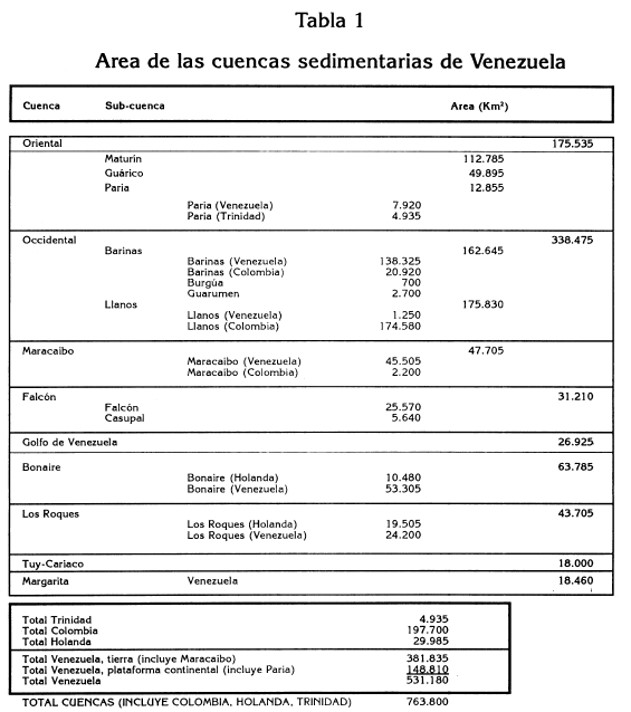 Tabla 1
Area de las cuencas sedimentarias de Venezuela
Cuenca Sub-cuenca Area (Km²)
Oriental 175.535
Maturín 112.785
Guárico 49.895
Paria 12.855
Paria (Venezuela) 7.920
Paria (Trinidad) 4.935
Occidental 338.475
Barinas 162.645
Barinas (Venezuela) 138.325
Barinas (Colombia) 20.920
Burgúa 700
Guarumen 2.700
Llanos 175.830
Llanos (Venezuela) 1.250
Llanos (Colombia) 174.580
Maracaibo 47.705
Maracaibo (Venezuela) 45.505
Maracaibo (Colombia) 2.200
Falcón 31.210
Falcón 25.570
Casupal 5.640
Golfo de Venezuela 26.925
Bonaire 63.785
Bonaire (Holanda) 10.480
Bonaire (Venezuela) 53.305
Los Roques 43.705
Los Roques (Holanda) 19.505
Los Roques (Venezuela) 24.200
Tuy-Cariaco 18.000
Margarita Venezuela 18.460
Total Trinidad 4.935
Total Colombia 197.700
Total Holanda 29.985
Total Venezuela, tierra (incluye Maracaibo) 381.835
Total Venezuela, plataforma continental (incluye Paria) 148.810
Total Venezuela 531.180
TOTAL CUENCAS (INCLUYE COLOMBIA, HOLANDA, TRINIDAD) 763.800